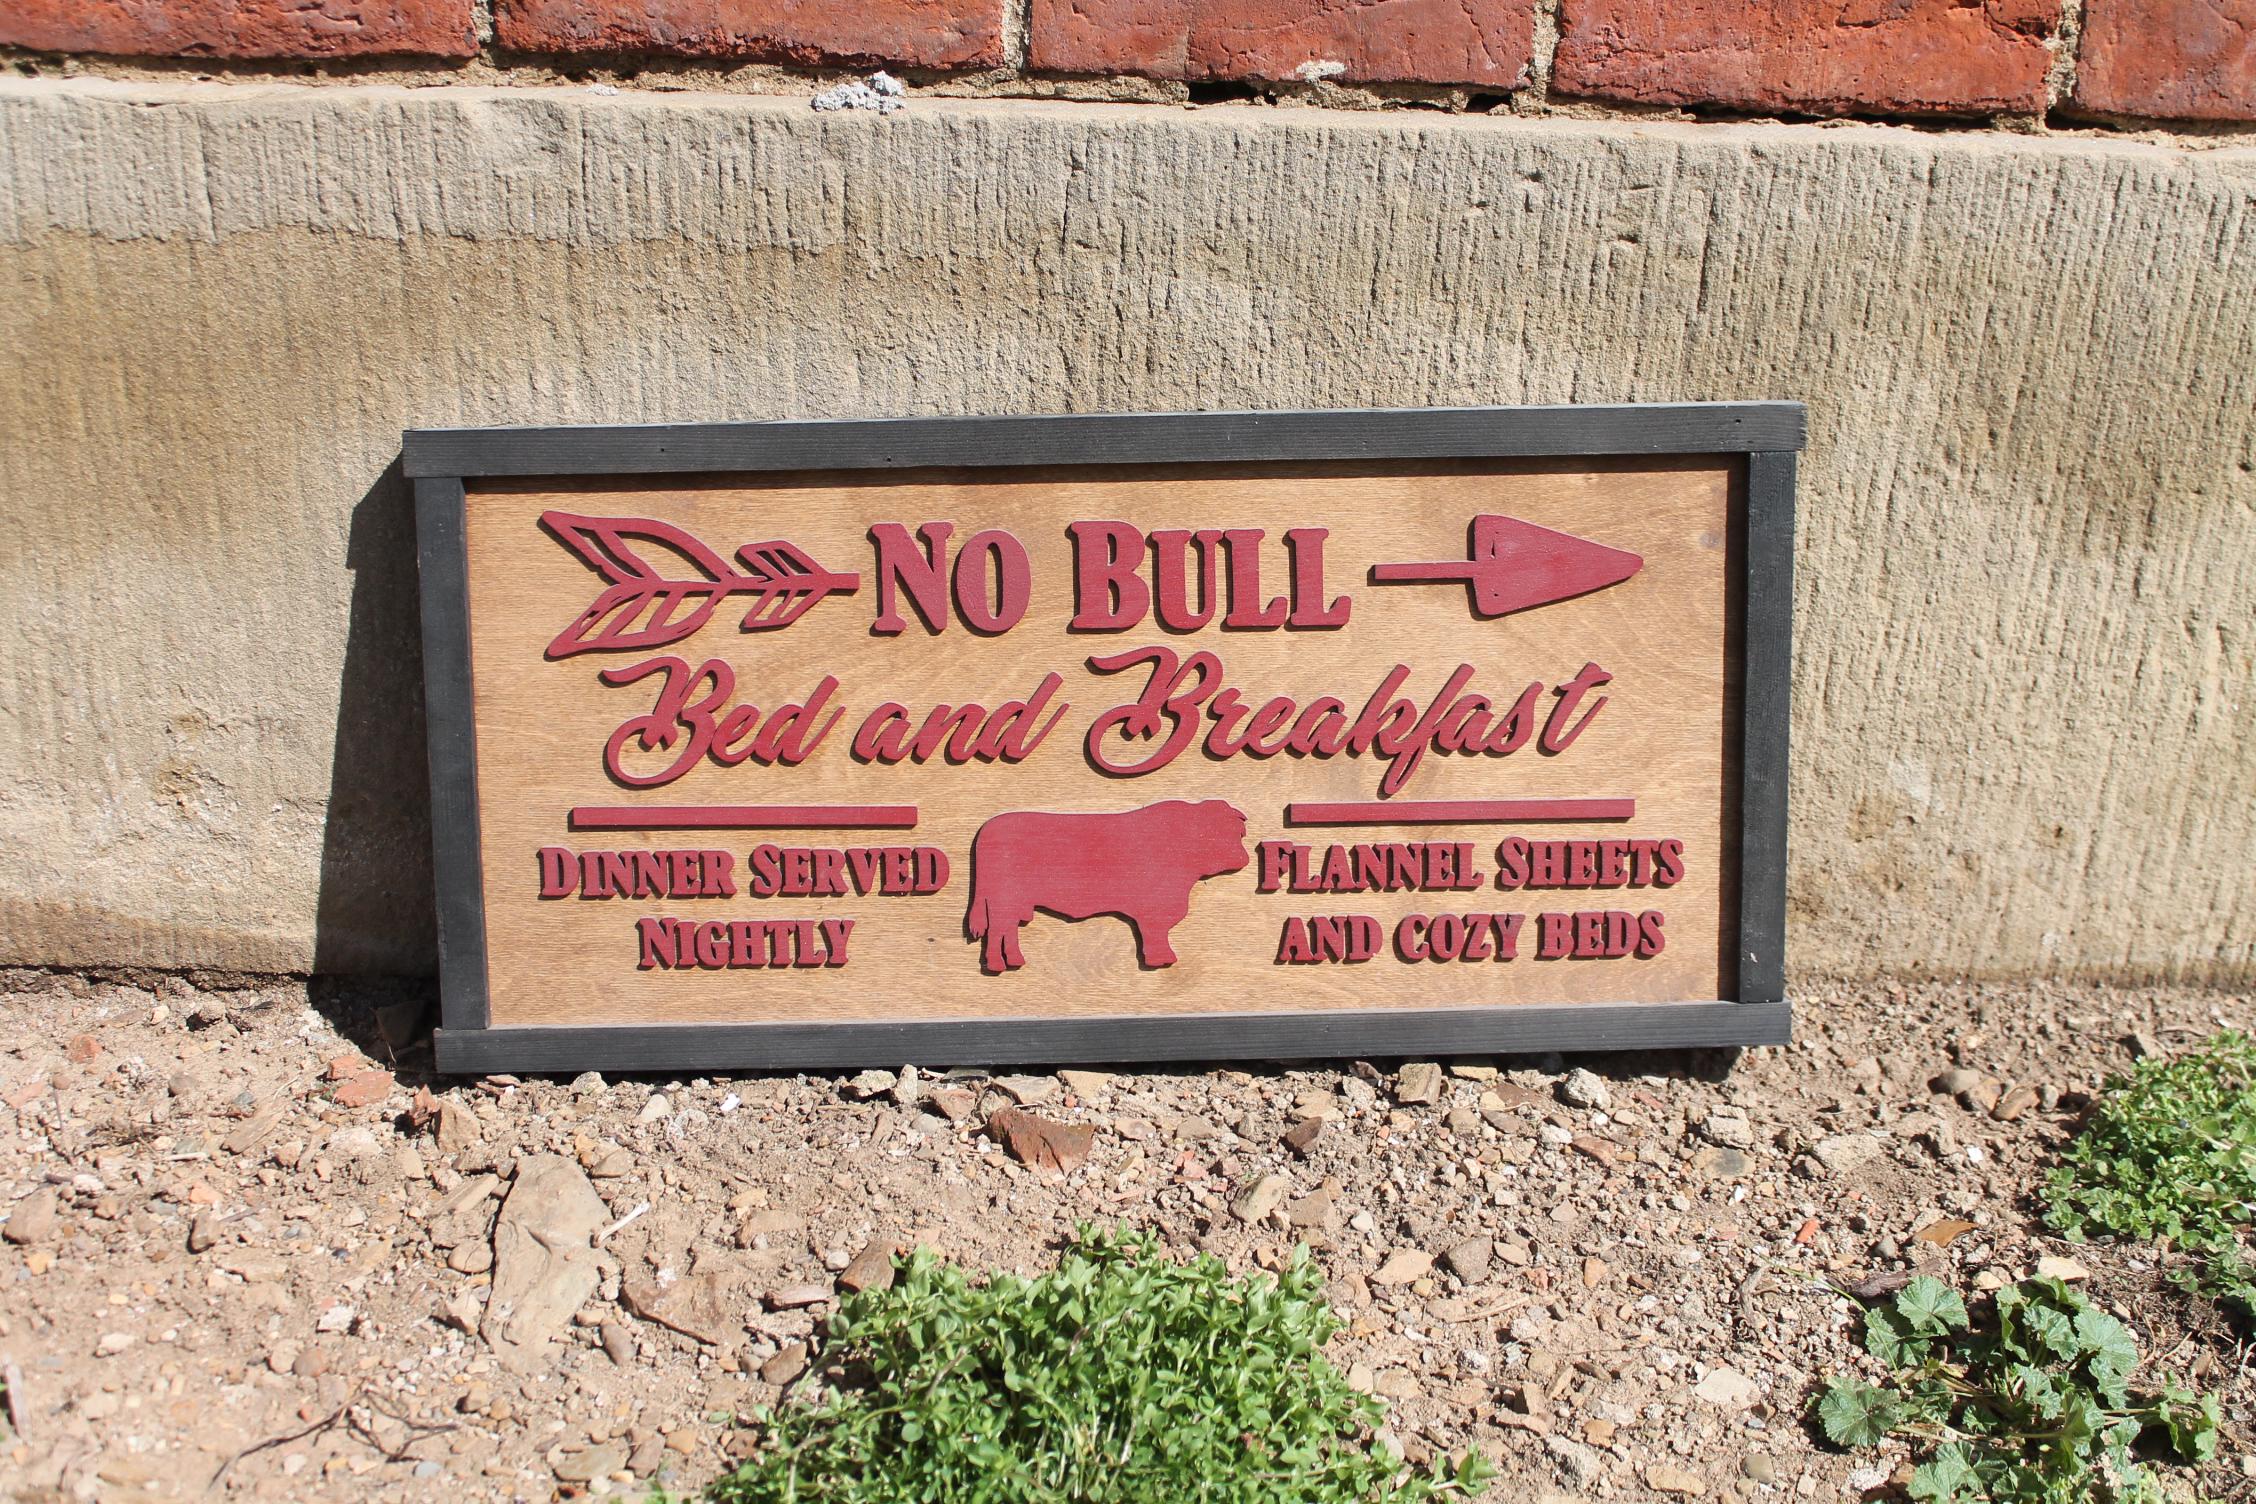 No Bull
Bed and Breakfast
Dinner Served
Nightly
Flannel Sheets
and cozy beds